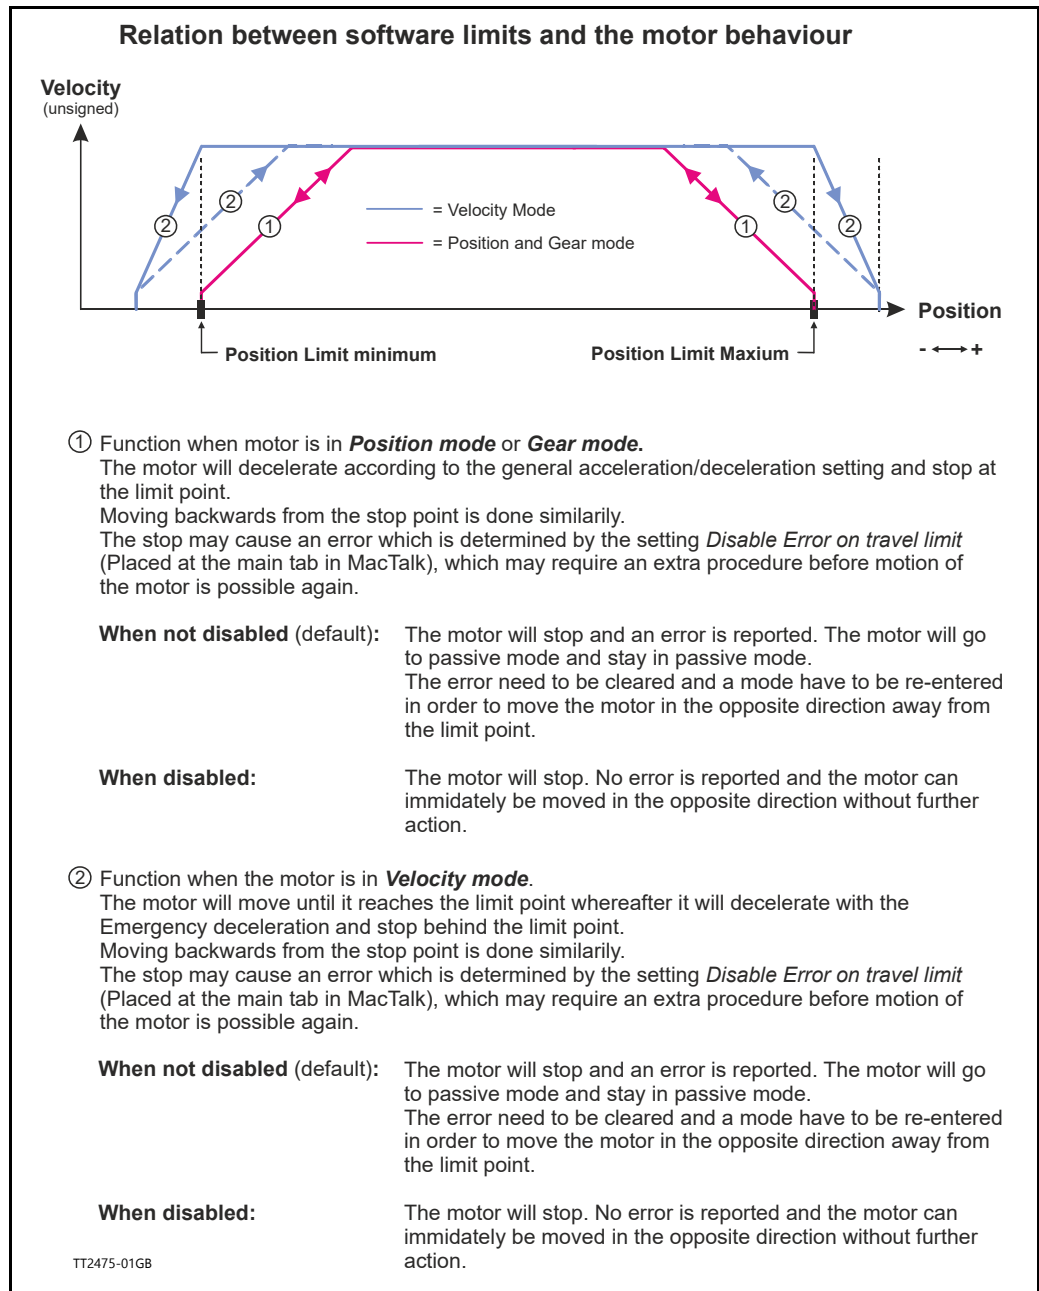 Relation between software limits and the motor behaviour
Velocity
(unsigned)
2
2
1
= Velocity Mode
= Position and Gear mode
1
2
2
Position
- +
Position Limit minimum
Position Limit Maxium
1 Function when motor is in Position mode or Gear mode.
The motor will decelerate according to the general acceleration/deceleration setting and stop at
the limit point.
Moving backwards from the stop point is done similarily.
The stop may cause an error which is determined by the setting Disable Error on travel limit
(Placed at the main tab in MacTalk), which may require an extra procedure before motion of
the motor is possible again.
When not disabled (default): The motor will stop and an error is reported. The motor will go
to passive mode and stay in passive mode.
The error need to be cleared and a mode have to be re-entered
in order to move the motor in the opposite direction away from
the limit point.
When disabled: The motor will stop. No error is reported and the motor can
immidately be moved in the opposite direction without further
action.
2 Function when the motor is in Velocity mode.
The motor will move until it reaches the limit point whereafter it will decelerate with the
Emergency deceleration and stop behind the limit point.
Moving backwards from the stop point is done similarily.
The stop may cause an error which is determined by the setting Disable Error on travel limit
(Placed at the main tab in MacTalk), which may require an extra procedure before motion of
the motor is possible again.
When not disabled (default): The motor will stop and an error is reported. The motor will go
to passive mode and stay in passive mode.
The error need to be cleared and a mode have to be re-entered
in order to move the motor in the opposite direction away from
the limit point.
When disabled: The motor will stop. No error is reported and the motor can
immidately be moved in the opposite direction without further
action.
TT2475-01GB